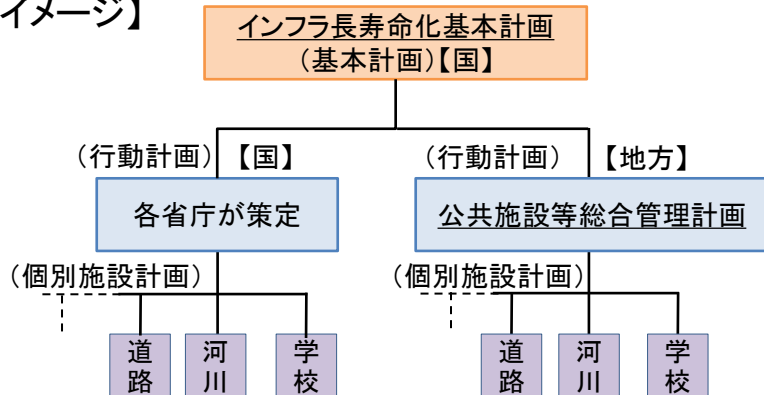 イメージ】
インフラ長寿命化基本計画
（基本計画）【国】
（行動計画）【国】
（行動計画）【地方】
各省庁が策定
公共施設等総合管理計画
（個別施設計画）
（個別施設計画）
道路
河川
学校
道路
河川
学校